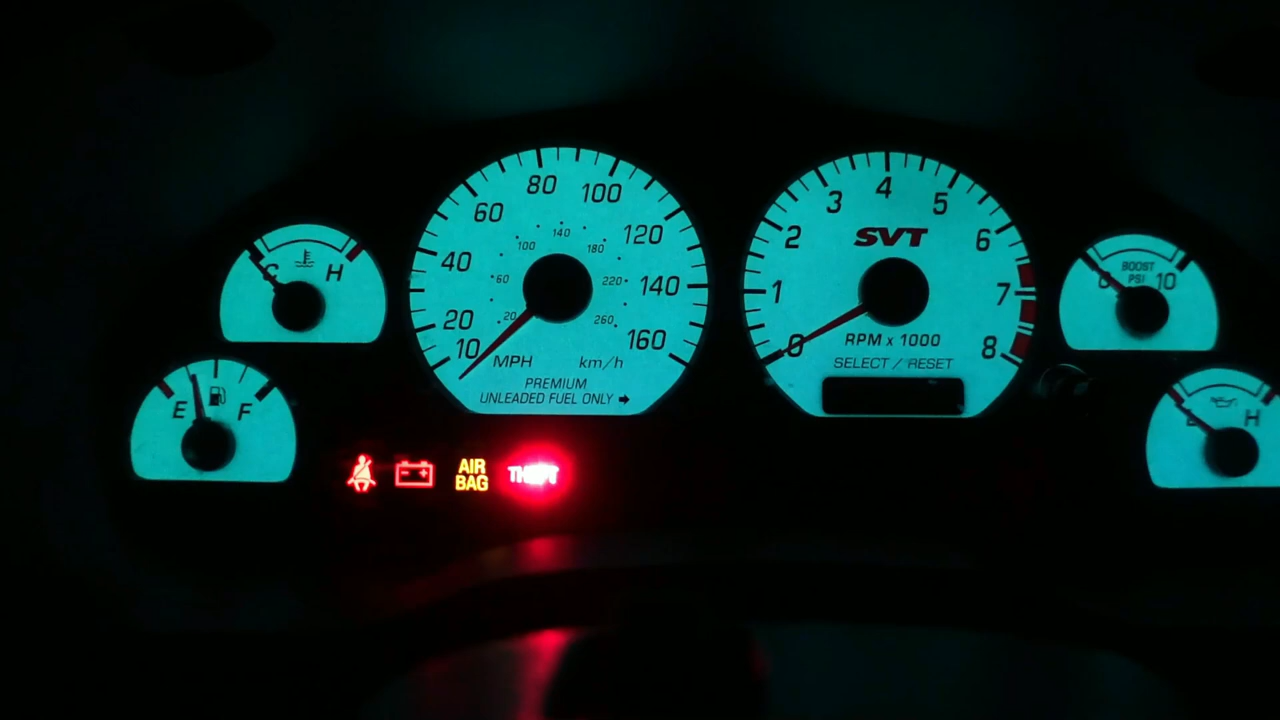 C H
E F
10 20 40 60 80 100 120 140 160
20 60 100 140 180 220 260
MPH km/h
PREMIUM
UNLEADED FUEL ONLY
0 1 2 3 4 5 6 7 8
SVT
RPM x 1000
SELECT / RESET
BOOST
PSI
0 10
L H
AIR
BAG
THEFT